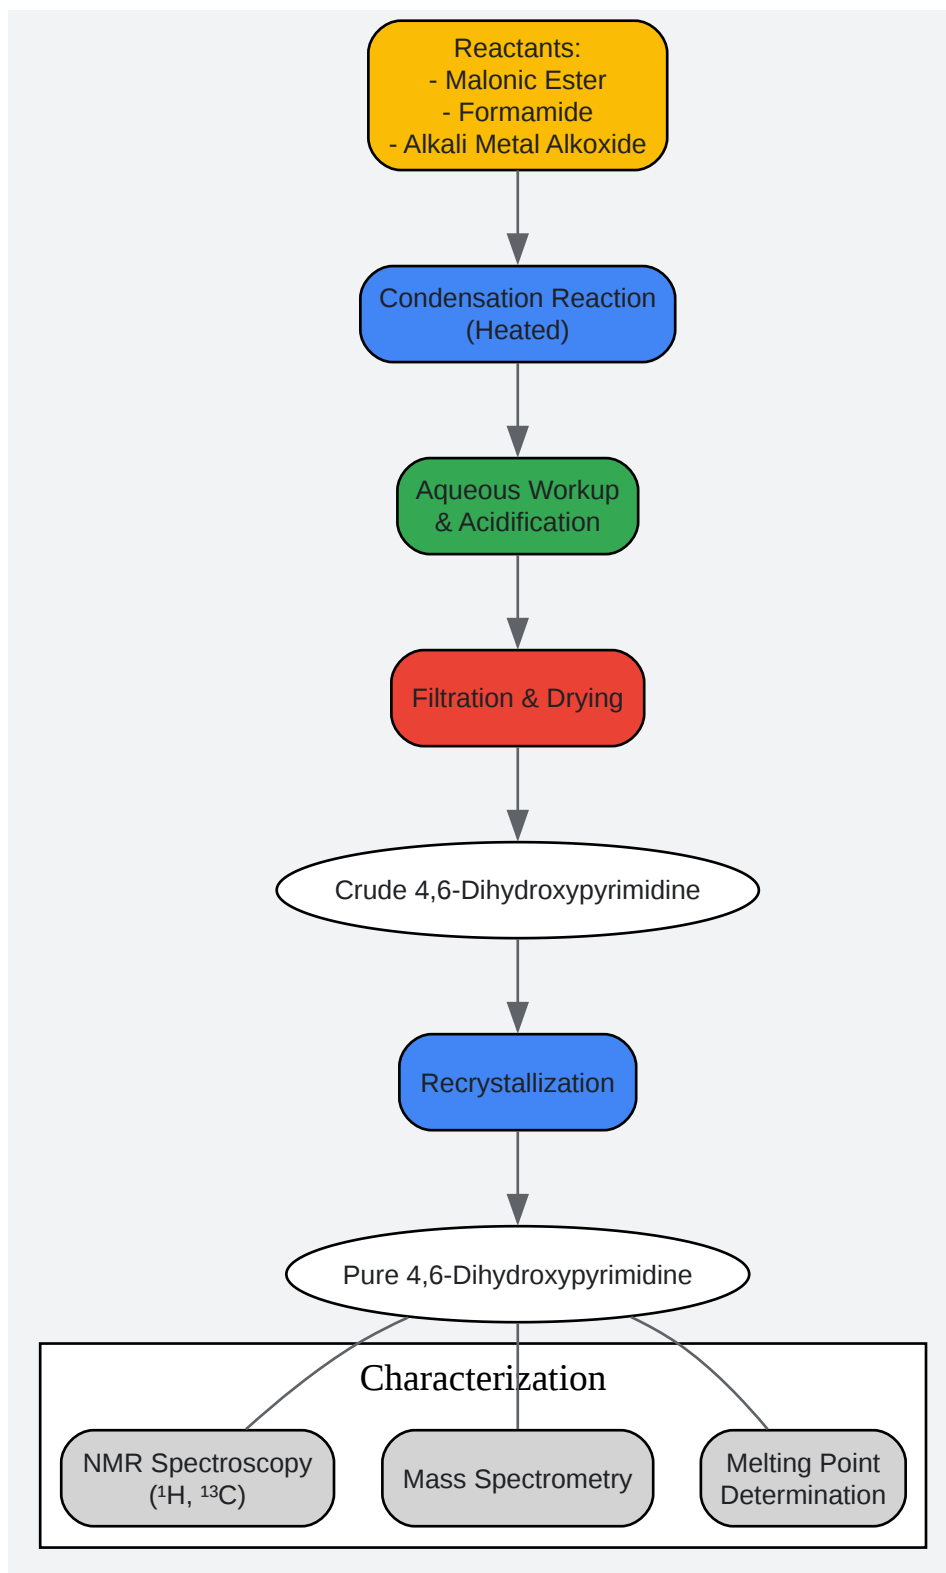 Reactants:
- Malonic Ester
- Formamide
- Alkali Metal Alkoxide
Condensation Reaction
(Heated)
Aqueous Workup
& Acidification
Filtration & Drying
Crude 4,6-Dihydroxypyrimidine
Recrystallization
Pure 4,6-Dihydroxypyrimidine
Characterization
NMR Spectroscopy
(¹H, ¹³C)
Mass Spectrometry
Melting Point
Determination